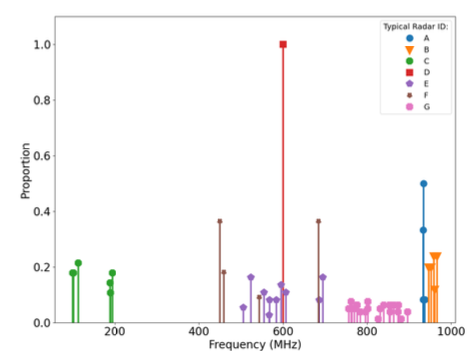 Typical Radar ID:
A
B
C
D
E
F
G
1.0
0.8
0.6
0.4
0.2
0.0
Proportion
200
400
600
800
1000
Frequency (MHz)